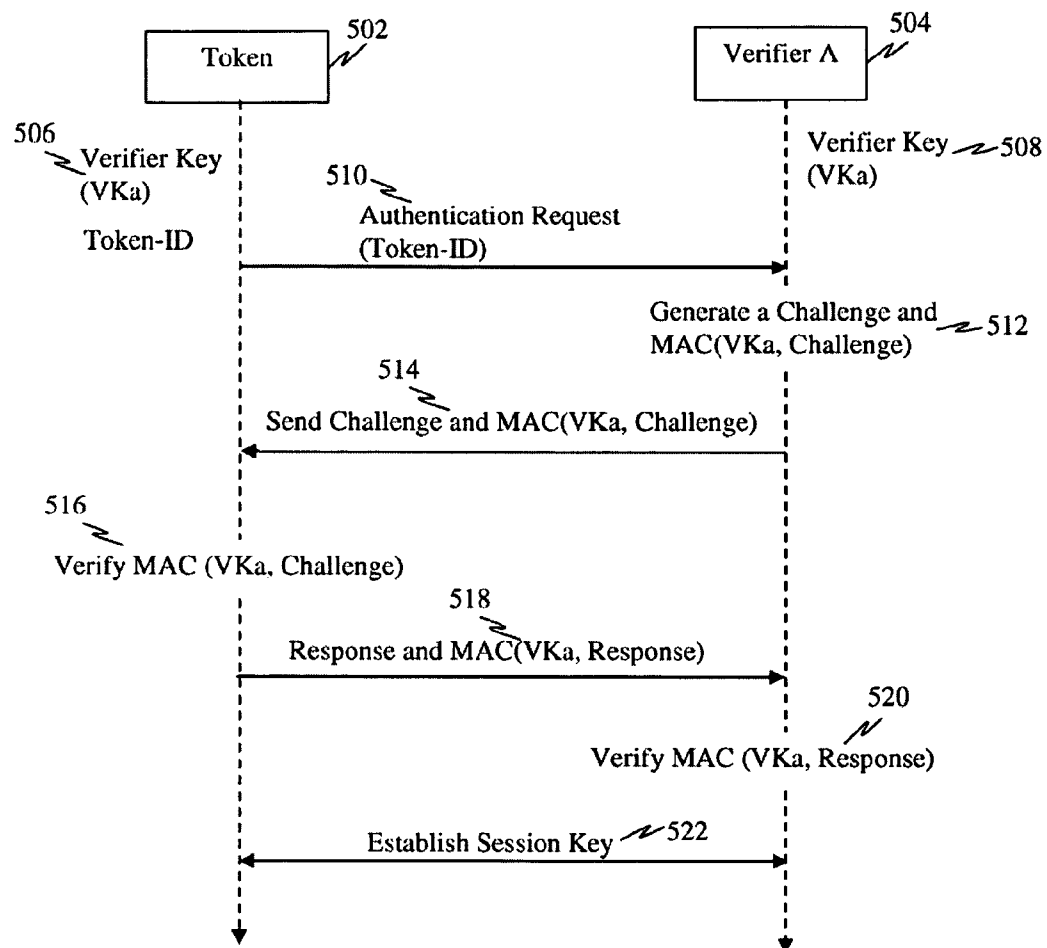 502
504
Token
Verifier A
506
Verifier Key
(VKa)
Token-ID
Verifier Key
(VKa)
508
510
Authentication Request
(Token-ID)
Generate a Challenge and
MAC(VKa, Challenge)
512
514
Send Challenge and MAC(VKa, Challenge)
516
Verify MAC (VKa, Challenge)
518
Response and MAC(VKa, Response)
520
Verify MAC (VKa, Response)
Establish Session Key
522